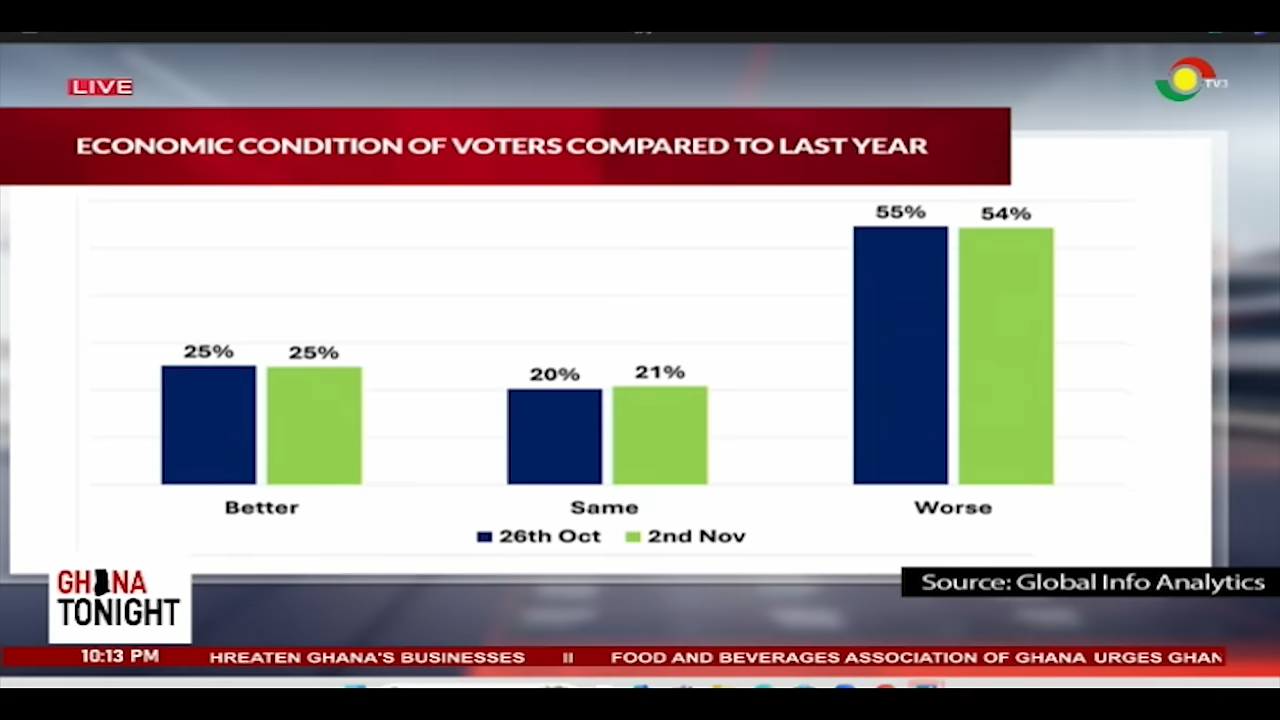 LIVE
TV3
ECONOMIC CONDITION OF VOTERS COMPARED TO LAST YEAR
55% 54%
25% 25%
20% 21%
Better Same Worse
26th Oct 2nd Nov
Source: Global Info Analytics
GHANA
TONIGHT
10:13 PM HREATEN GHANA'S BUSINESSES II FOOD AND BEVERAGES ASSOCIATION OF GHANA URGES GHAN